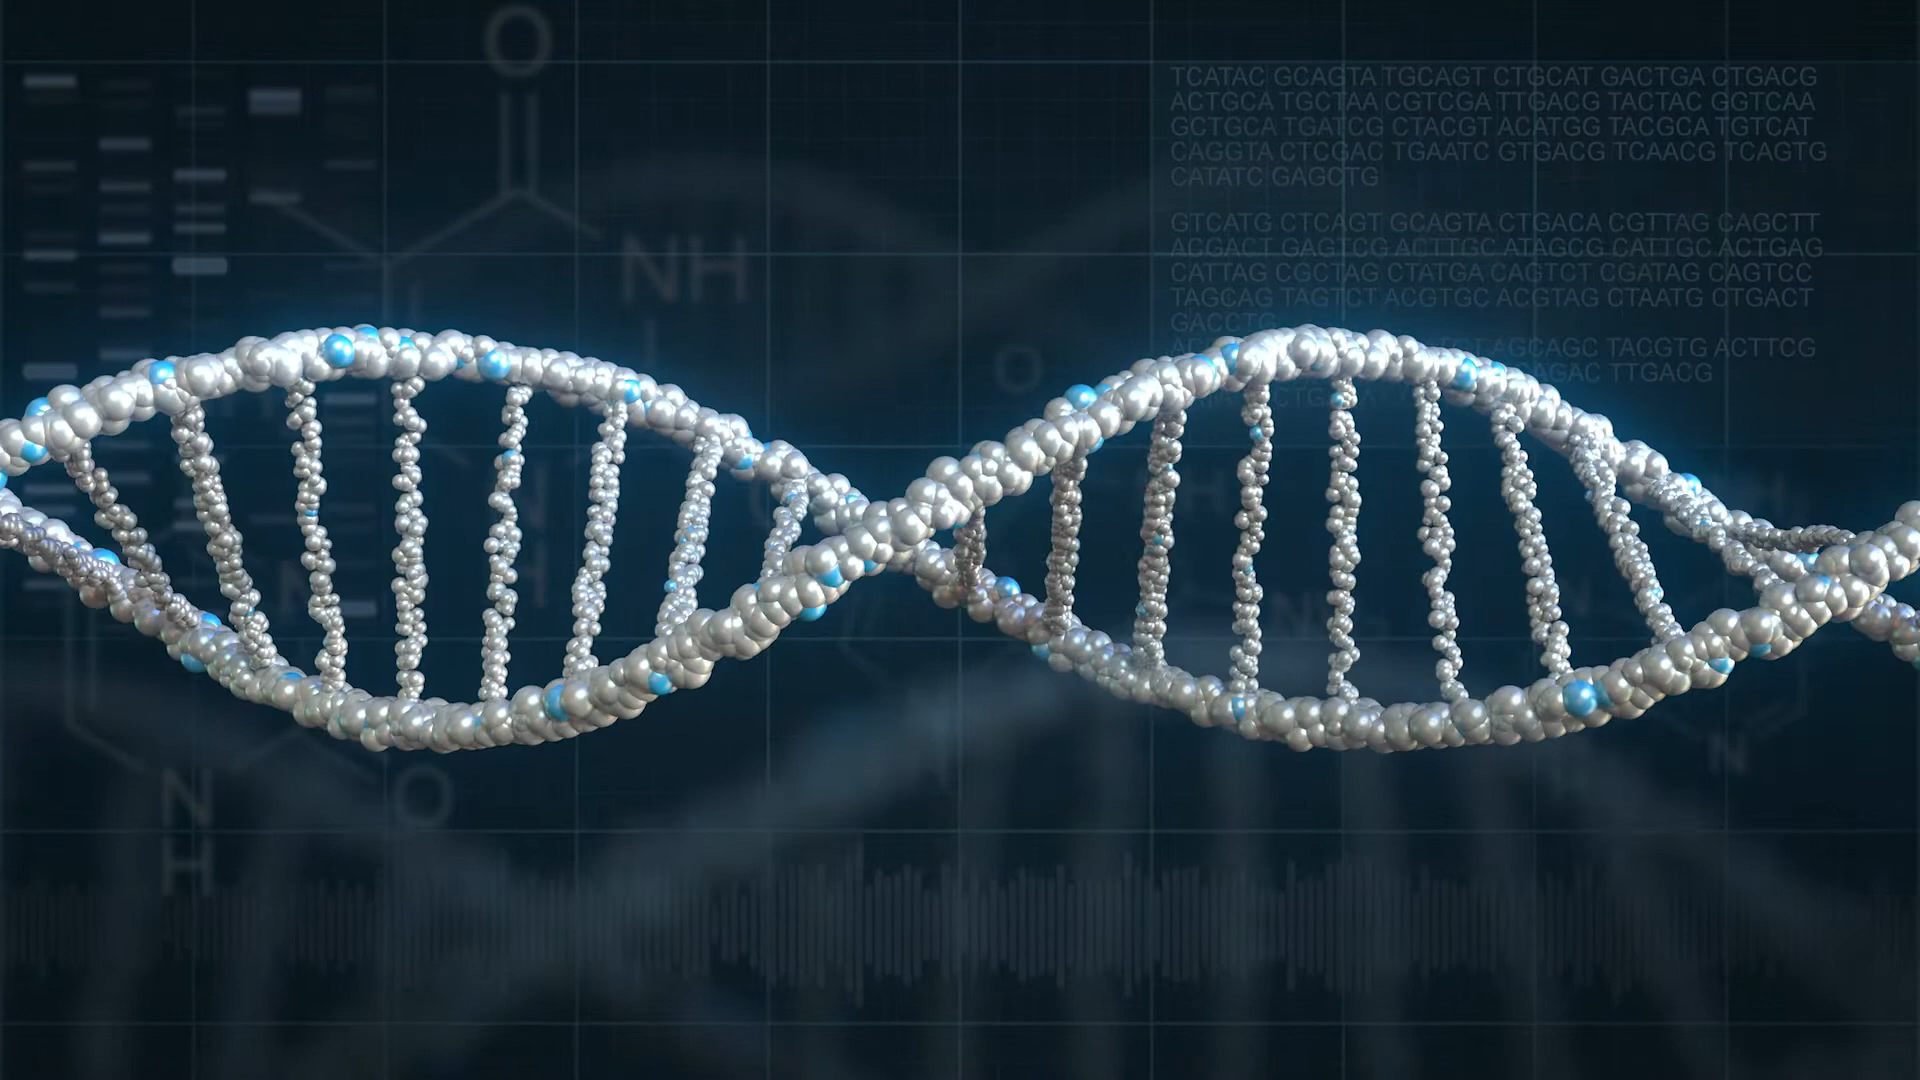 O
NH
TCATAC GCAGTA TGCAGT CTGCAT GACTGA CTGACG
ACTGCA TGCTAA CGTCGA TTGACG TACTAC GGTCAA
GCTGCA TGATCG CTACGT ACATGG TACGCA TGTCAT
CAGGTA CTCGAC TGAATC GTGACG TCAACG TCAGTG
CATATC GAGCTG
GTCATG CTCAGT GCAGTA CTGACA CGTTAG CAGCTT
ACGACT GAGTCG ACTTGC ATAGCG CATTGC ACTGAG
CATTAG CGCTAG CTATGA CAGTCT CGATAG CAGTCC
TAGCAG TAGTCT ACGTGC ACGTAG CTAATG CTGACT
GACCTG
TACGTG ACTTCG
TTGACG
O
N
H
N
H
O
N